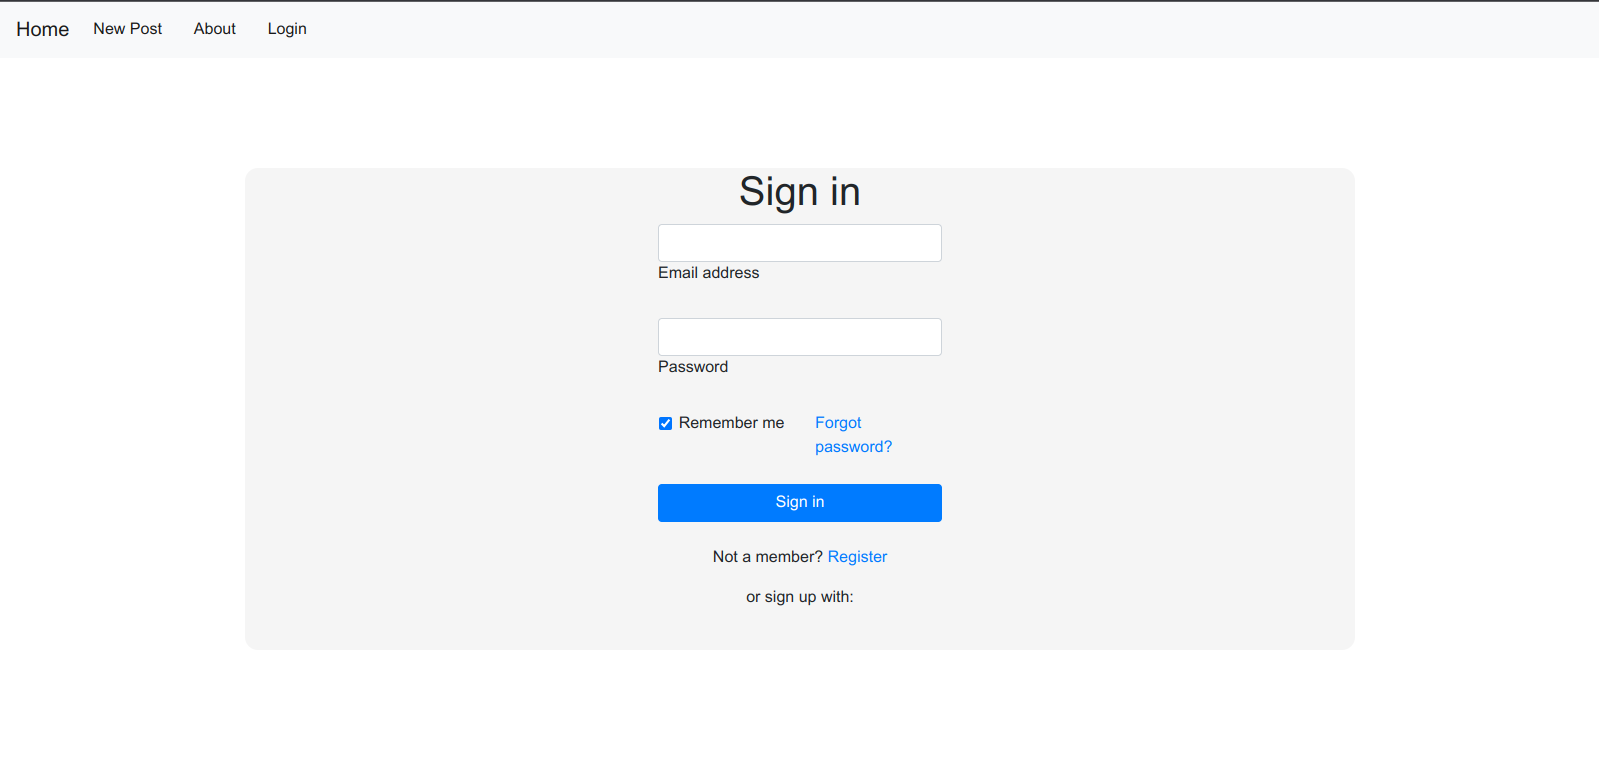 Home New Post About Login
Sign in
Email address
Password
Remember me Forgot
password?
Sign in
Not a member? Register
or sign up with: